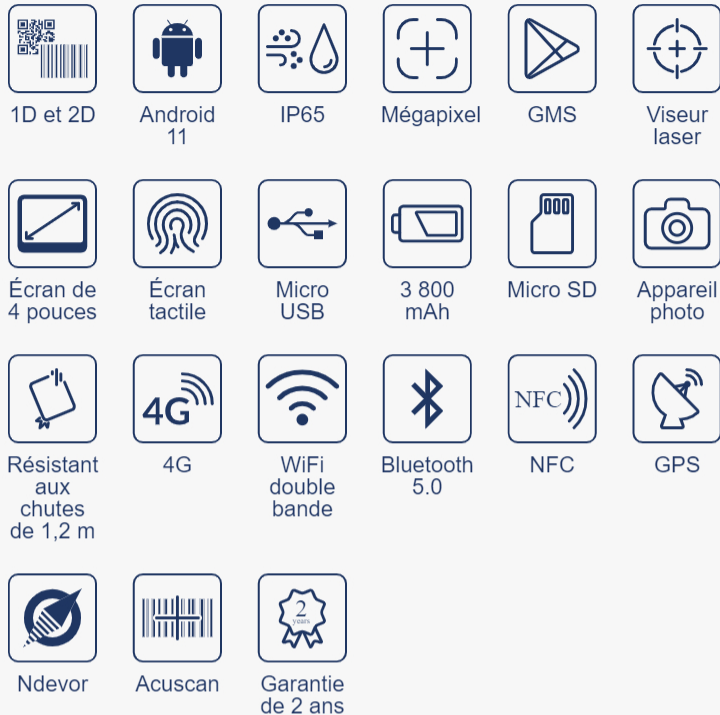 1D et 2D
Android
11
IP65
Mégapixel
GMS
Viseur
laser
Écran de
4 pouces
Écran
tactile
Micro
USB
3 800
mAh
Micro SD
Appareil
photo
Résistant
aux
chutes
de 1,2 m
4G
4G
WiFi
double
bande
Bluetooth
5.0
NFC
NFC
GPS
Ndevor
Acuscan
2
years
Garantie
de 2 ans